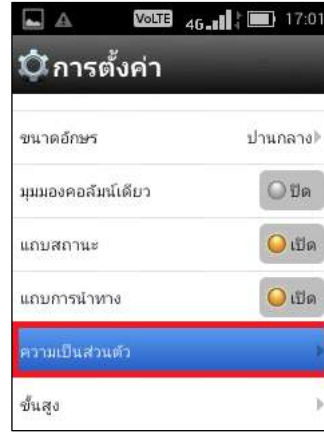 VoLTE 4G 17:01
การตั้งค่า
ขนาดอักษร ปานกลาง
มุมมองคอลัมน์เดียว ปิด
แถบสถานะ เปิด
แถบการนำทาง เปิด
ความเป็นส่วนตัว
ขั้นสูง